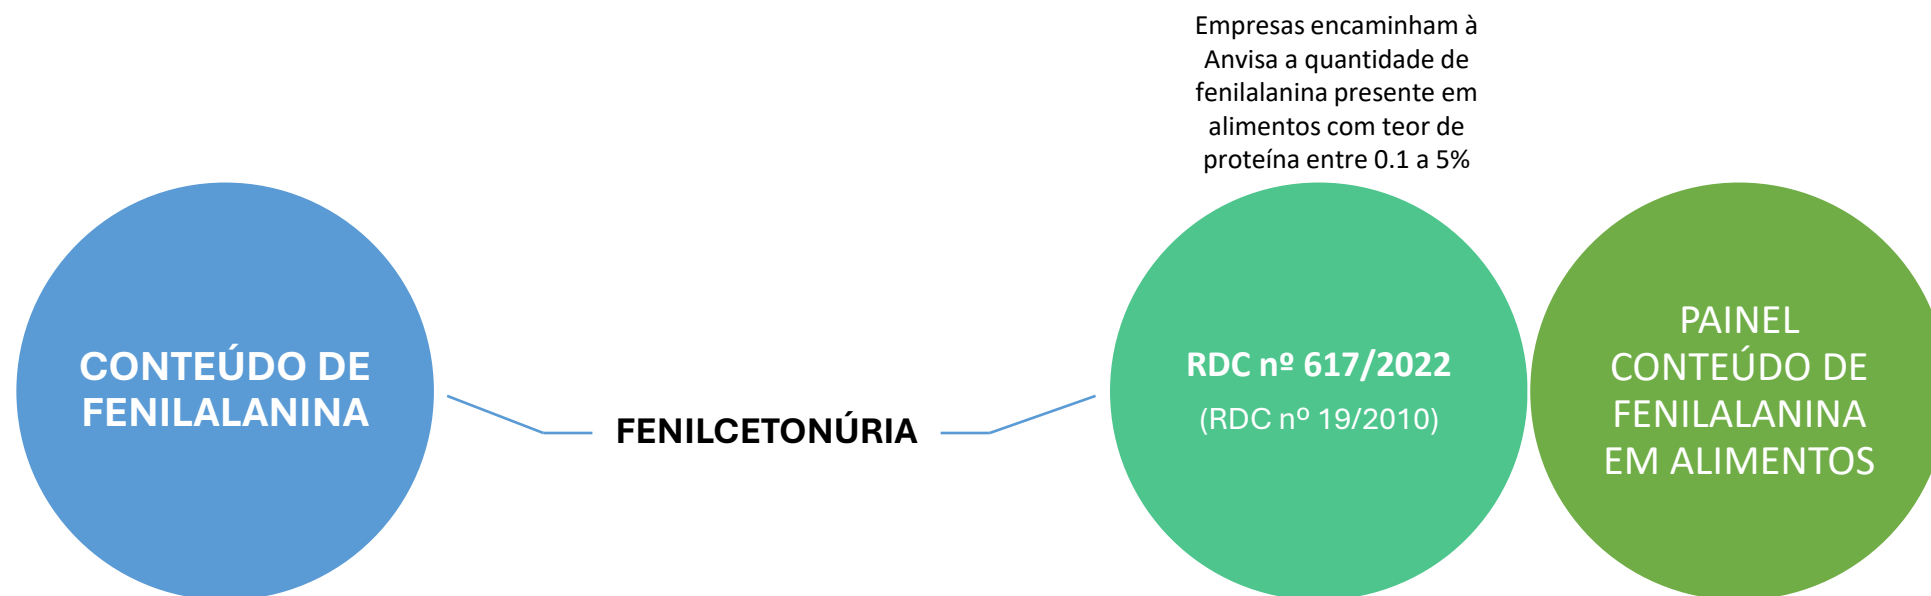 Empresas encaminham à
Anvisa a quantidade de
fenilalanina presente em
alimentos com teor de
proteína entre 0.1 a 5%
CONTEÚDO DE
FENILALANINA
FENILCETONÚRIA
RDC nº 617/2022
(RDC nº 19/2010)
PAINEL
CONTEÚDO DE
FENILALANINA
EM ALIMENTOS